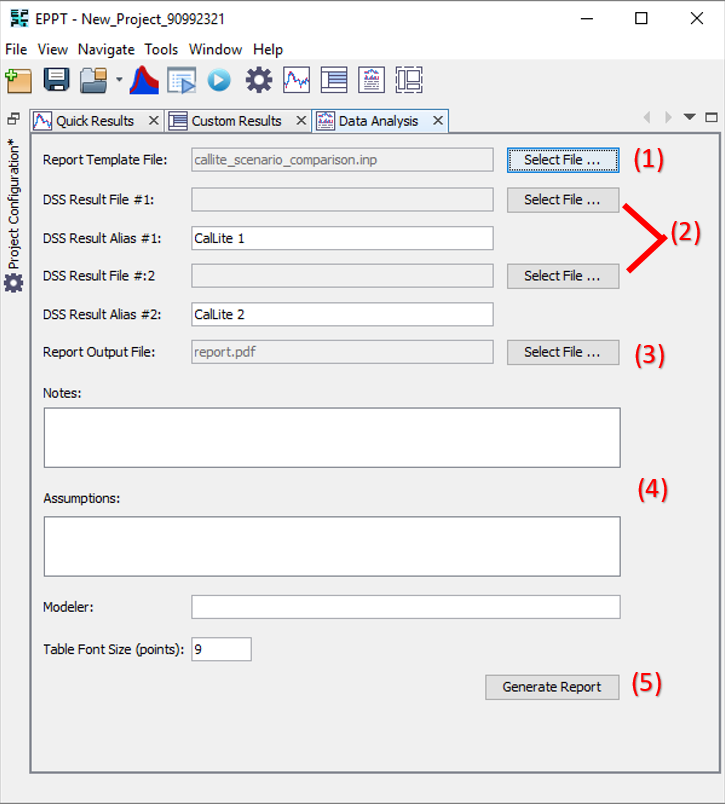 EPPT - New_Project_90992321
File View Navigate Tools Window Help
Quick Results Custom Results Data Analysis
Project Configuration*
Report Template File: callite_scenario_comparison.inp Select File ... (1)
DSS Result File #1: Select File ...
(2)
DSS Result Alias #1: CalLite 1
DSS Result File #:2 Select File ...
DSS Result Alias #2: CalLite 2
Report Output File: report.pdf Select File ... (3)
Notes:
(4)
Assumptions:
Modeler:
Table Font Size (points): 9
Generate Report (5)